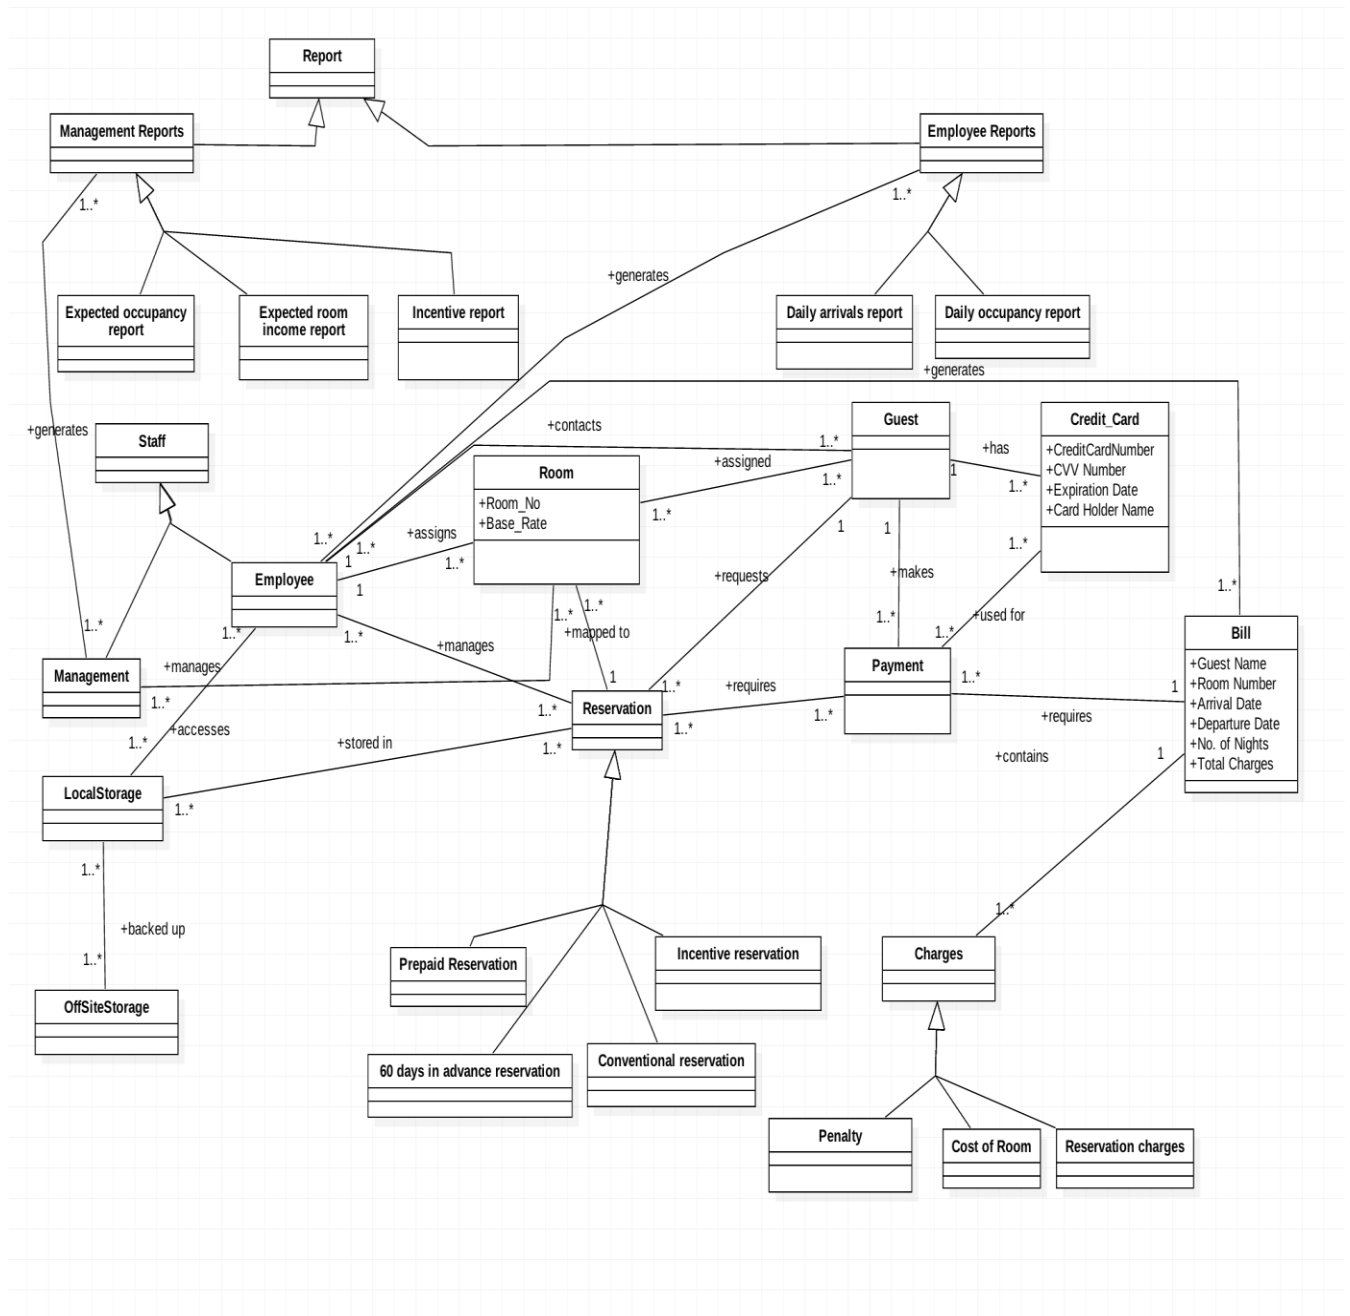 Report
Management Reports
Employee Reports
1..*
1..*
+generates
Expected occupancy
report
Expected room
income report
Incentive report
Daily arrivals report
Daily occupancy report
+generates
+generates
Staff
+contacts
1..*
Guest
Credit_Card
+CreditCardNumber
+CVV Number
+Expiration Date
+Card Holder Name
+has
1
1..*
Room
+Room_No
+Base_Rate
+assigned
1..*
1..*
1..*
1..*
1
1
+assigns
1..*
Employee
1..*
1..*
1
1
+requests
+makes
1..*
1..*
1..*
+used for
1..*
1..*
1..*
+mapped to
1
1..*
+manages
+manages
1..*
Management
1..*
1..*
Reservation
1..*
+requires
1..*
Payment
1..*
1
+requires
Bill
+Guest Name
+Room Number
+Arrival Date
+Departure Date
+No. of Nights
+Total Charges
+accesses
1..*
+stored in
1..*
1..*
LocalStorage
+contains
1
1..*
1..*
+backed up
1..*
OffSiteStorage
Prepaid Reservation
Incentive reservation
60 days in advance reservation
Conventional reservation
Charges
Penalty
Cost of Room
Reservation charges